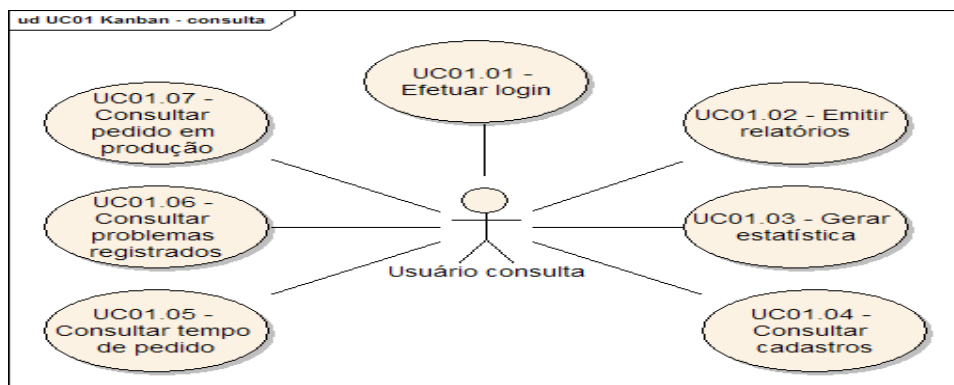 ud UC01 Kanban - consulta
UC01.01 -
Efetuar login
UC01.07 -
Consultar
pedido em
produção
UC01.02 - Emitir
relatórios
UC01.06 -
Consultar
problemas
registrados
UC01.03 - Gerar
estatística
Usuário consulta
UC01.05 -
Consultar tempo
de pedido
UC01.04 -
Consultar
cadastros